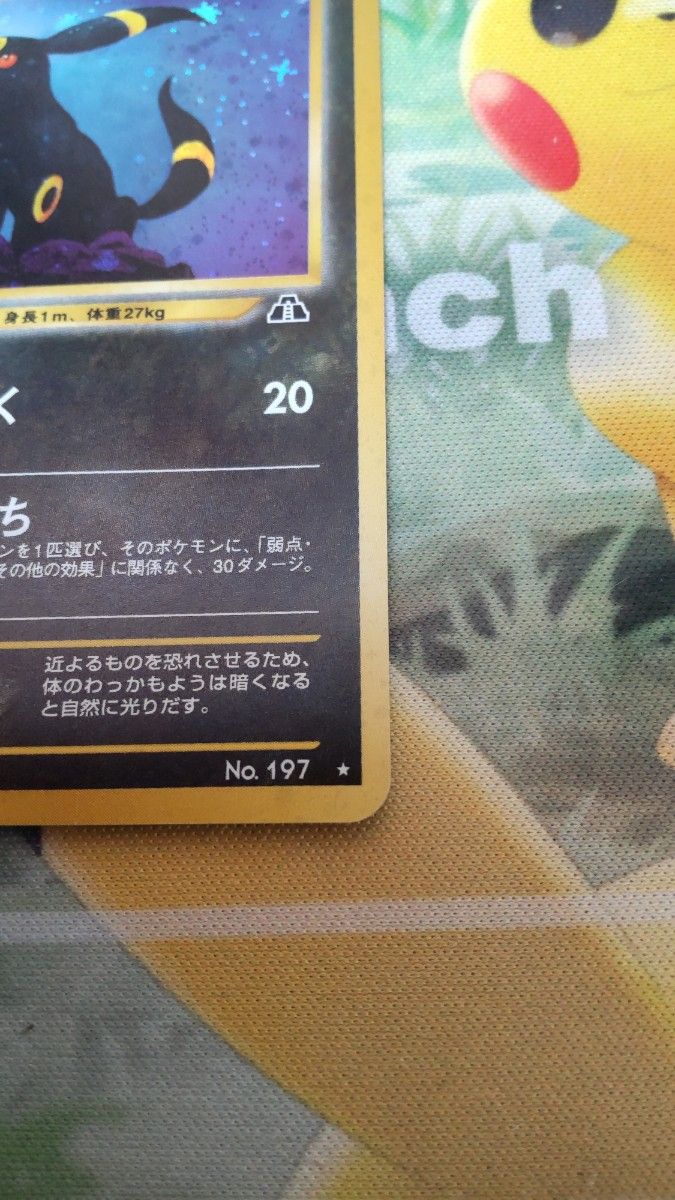 身長1m、体重27kg
く 20
ち
ンを1匹選び、そのポケモンに、「弱点・
その他の効果」に関係なく、30ダメージ。
近よるものを恐れさせるため、
体のわっかもようは暗くなる
と自然に光りだす。
No. 197 ★
ch